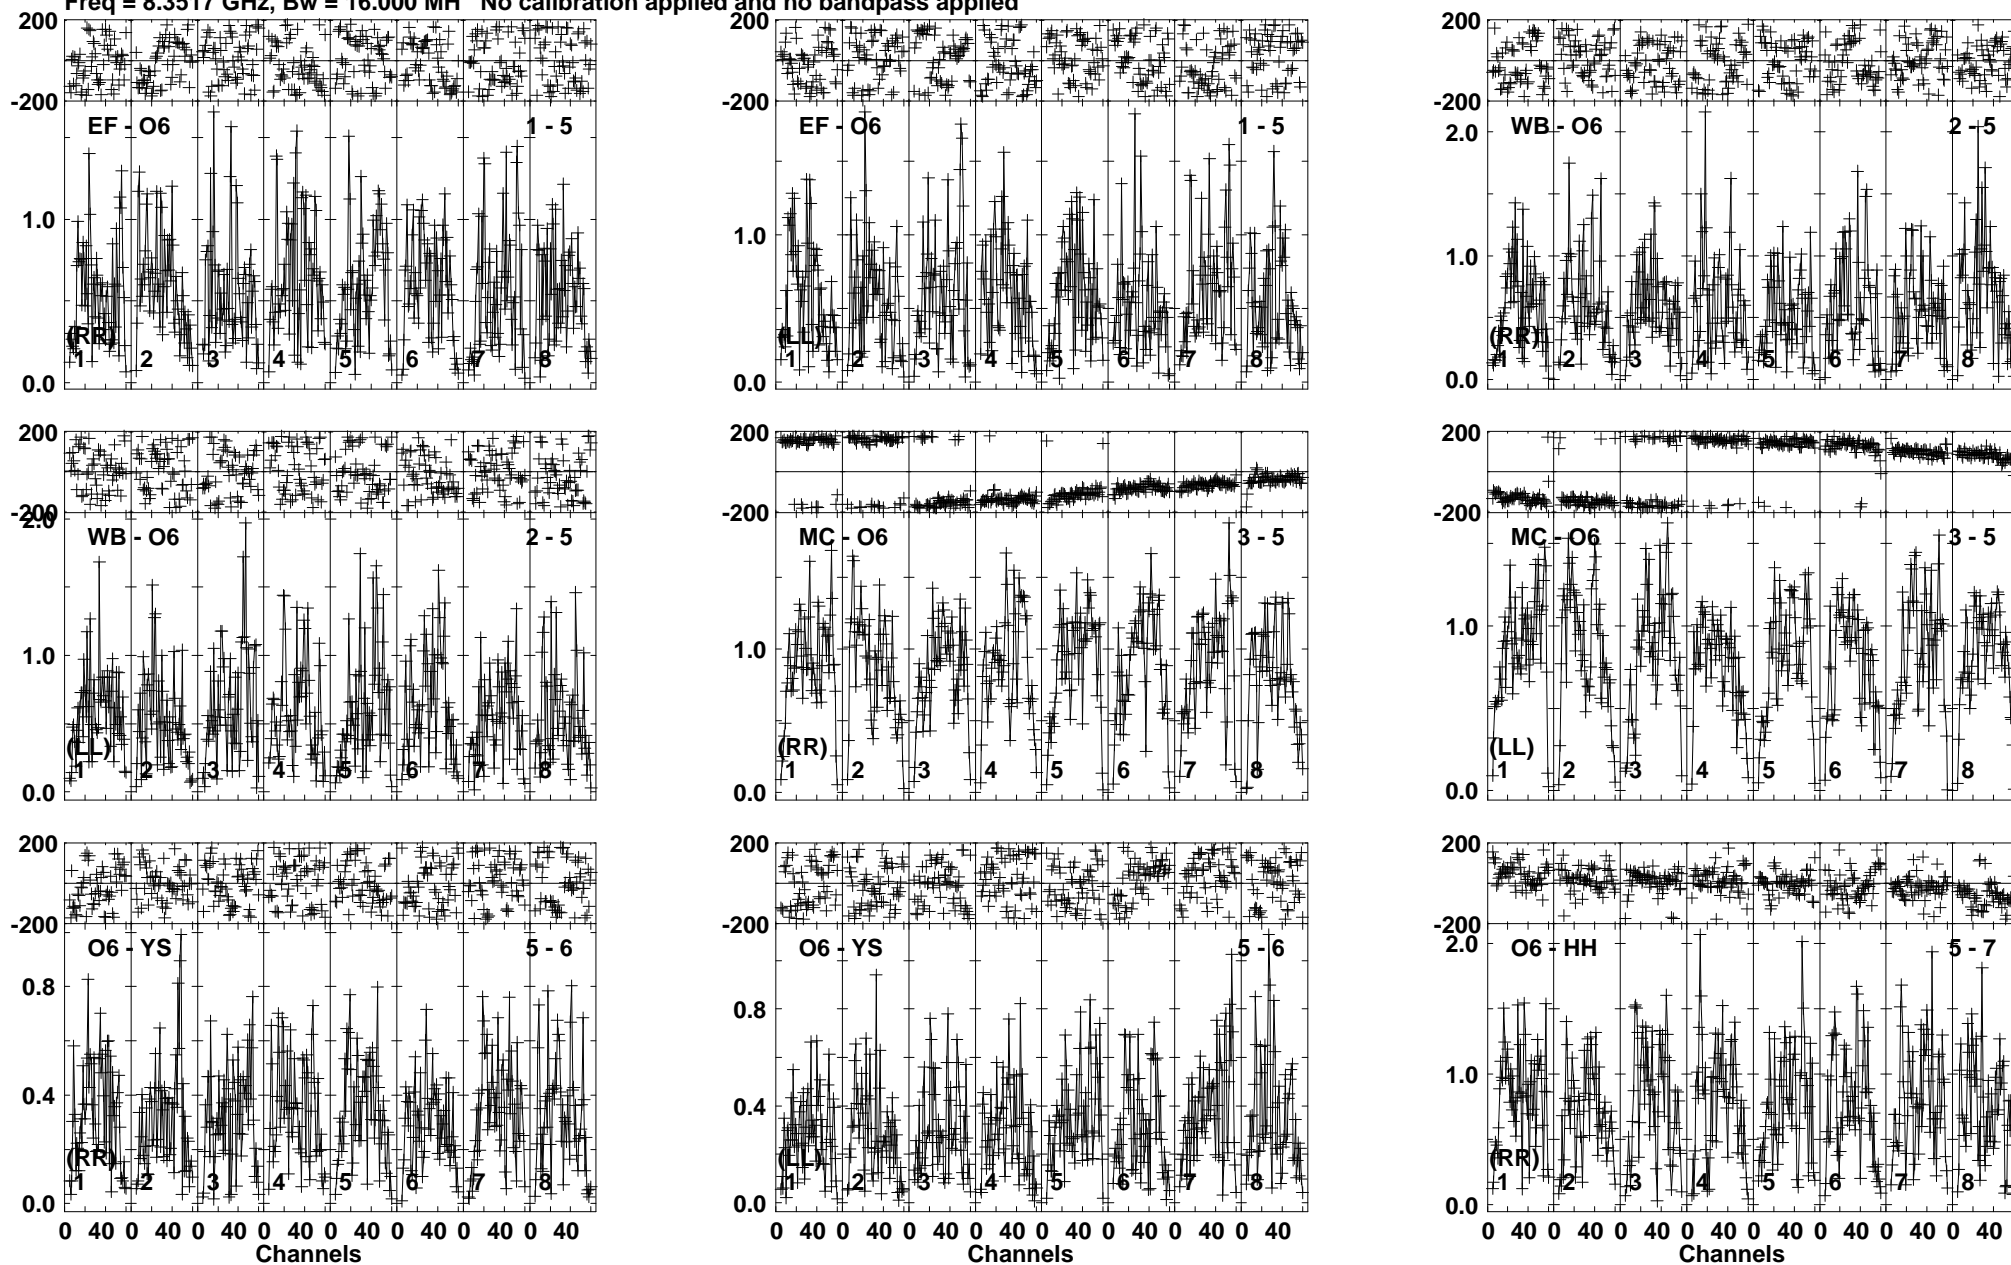 Freq = 8.3517 GHz, Bw = 16.000 MH   No calibration applied and no bandpass applied
200 200 200
-200 -200 -200
EF - O6 1 - 5 EF - O6 1 - 5 WB - O6 2 - 5
2.0
1.0 1.0 1.0
(RR) (LL) (RR)
1 2 3 4 5 6 7 8 1 2 3 4 5 6 7 8 1 2 3 4 5 6 7 8
0.0 0.0 0.0
200 200 200
-200 -200 -200
2.0
WB - O6 2 - 5 MC - O6 3 - 5 MC - O6 3 - 5
1.0 1.0 1.0
(LL) (RR) (LL)
1 2 3 4 5 6 7 8 1 2 3 4 5 6 7 8 1 2 3 4 5 6 7 8
0.0 0.0 0.0
200 200 200
-200 -200 -200
O6 - YS 5 - 6 O6 - YS 5 - 6 O6 - HH 5 - 7
2.0
0.8 0.8
1.0
0.4 0.4
(RR) (LL) (RR)
1 2 3 4 5 6 7 8 1 2 3 4 5 6 7 8 1 2 3 4 5 6 7 8
0.0 0.0 0.0
0 40 0 40 0 40 0 40 0 40 0 40 0 40 0 40 0 40 0 40 0 40 0 40 0 40 0 40 0 40 0 40 0 40 0 40 0 40 0 40 0 40 0 40 0 40 0 40
Channels Channels Channels